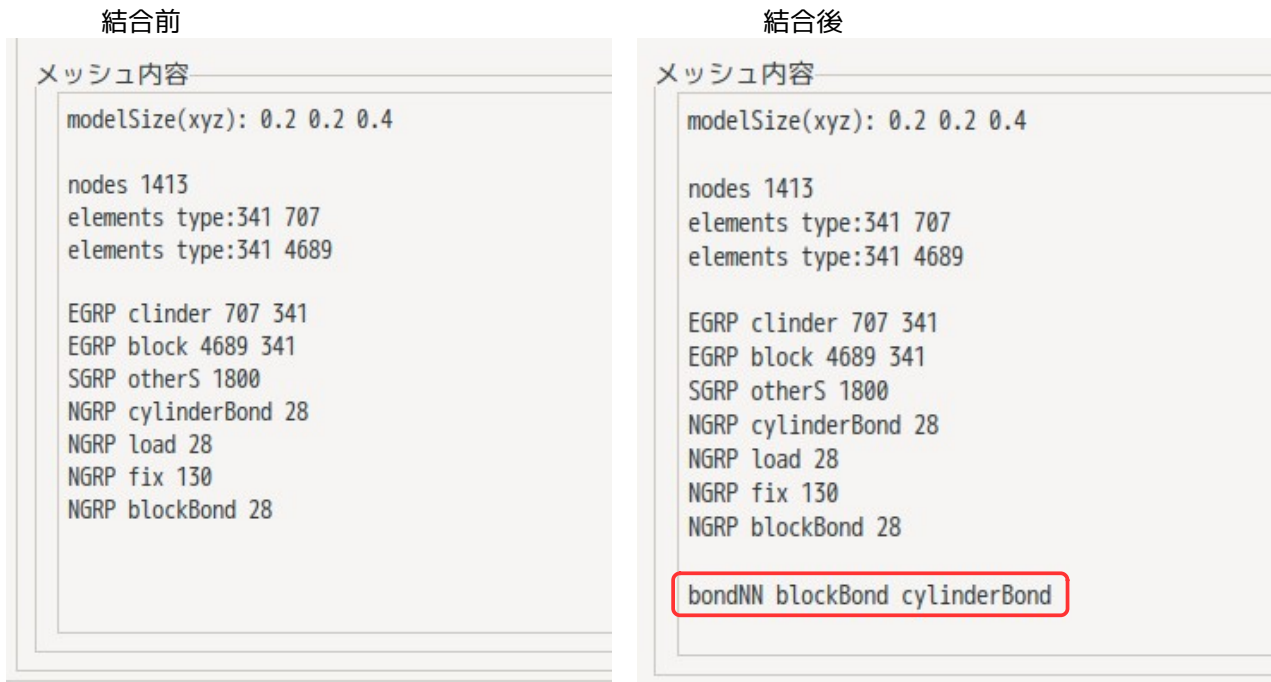 結合前
メッシュ内容
modelSize(xyz): 0.2 0.2 0.4
nodes 1413
elements type:341 707
elements type:341 4689
EGRP clinder 707 341
EGRP block 4689 341
SGRP otherS 1800
NGRP cylinderBond 28
NGRP load 28
NGRP fix 130
NGRP blockBond 28
結合後
メッシュ内容
modelSize(xyz): 0.2 0.2 0.4
nodes 1413
elements type:341 707
elements type:341 4689
EGRP clinder 707 341
EGRP block 4689 341
SGRP otherS 1800
NGRP cylinderBond 28
NGRP load 28
NGRP fix 130
NGRP blockBond 28
bondNN blockBond cylinderBond